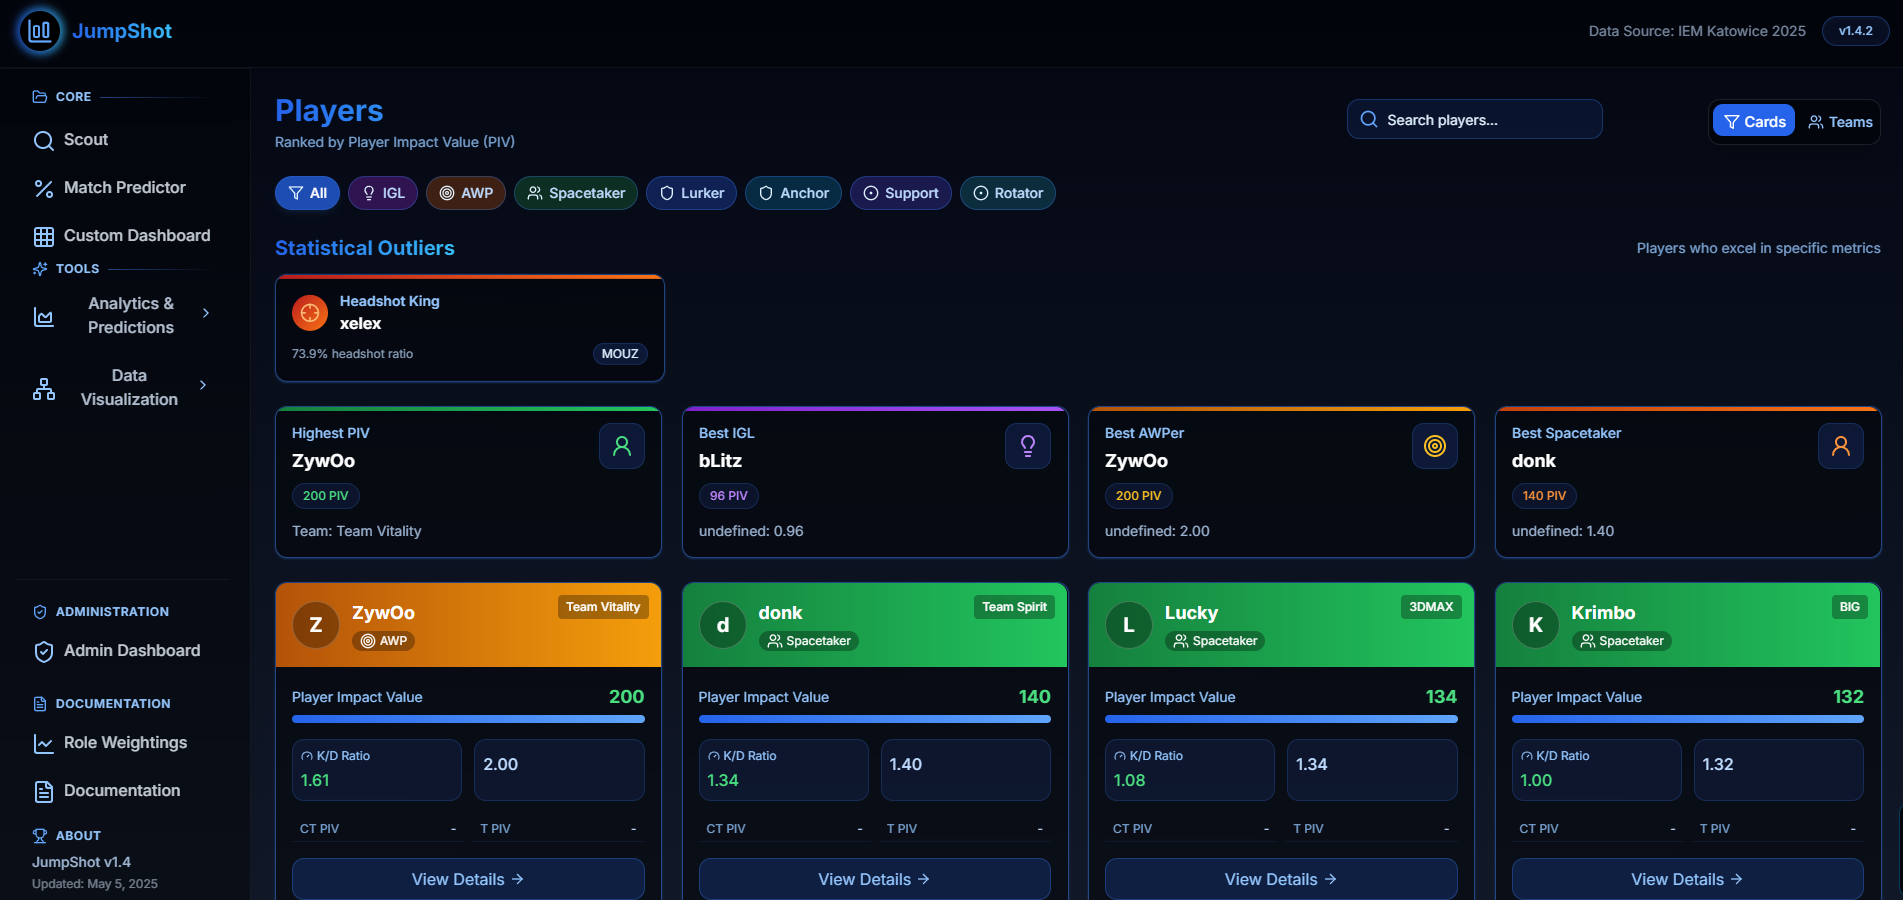 JumpShot
Data Source: IEM Katowice 2025
v1.4.2
CORE
Scout
Match Predictor
Custom Dashboard
TOOLS
Analytics &
Predictions
Data
Visualization
ADMINISTRATION
Admin Dashboard
DOCUMENTATION
Role Weightings
Documentation
ABOUT
JumpShot v1.4
Updated: May 5, 2025
Players
Ranked by Player Impact Value (PIV)
Search players...
Cards
Teams
All
IGL
AWP
Spacetaker
Lurker
Anchor
Support
Rotator
Statistical Outliers
Players who excel in specific metrics
Headshot King
xelex
73.9% headshot ratio
MOUZ
Highest PIV
ZywOo
200 PIV
Team: Team Vitality
Best IGL
bLitz
96 PIV
undefined: 0.96
Best AWPer
ZywOo
200 PIV
undefined: 2.00
Best Spacetaker
donk
140 PIV
undefined: 1.40
Z
ZywOo
Team Vitality
AWP
Player Impact Value
200
K/D Ratio
1.61
2.00
CT PIV
-
T PIV
-
View Details →
d
donk
Team Spirit
Spacetaker
Player Impact Value
140
K/D Ratio
1.34
1.40
CT PIV
-
T PIV
-
View Details →
L
Lucky
3DMAX
Spacetaker
Player Impact Value
134
K/D Ratio
1.08
1.34
CT PIV
-
T PIV
-
View Details →
K
Krimbo
BIG
Spacetaker
Player Impact Value
132
K/D Ratio
1.00
1.32
CT PIV
-
T PIV
-
View Details →